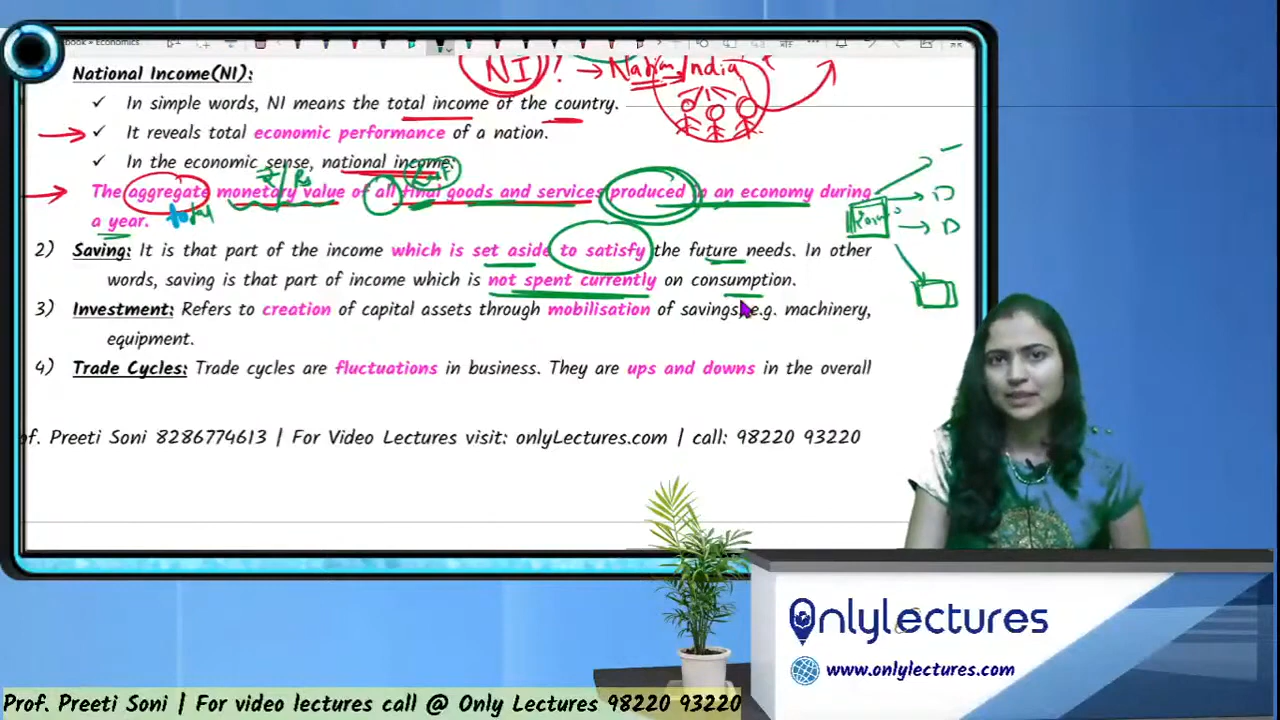 book » Economics
NI ? → Nation/India
National Income(NI):
✓ In simple words, NI means the total income of the country.
✓ It reveals total economic performance of a nation.
✓ In the economic sense, national income:
The aggregate monetary value of all final goods and services produced in an economy during
total
a year.
2) Saving: It is that part of the income which is set aside to satisfy the future needs. In other
words, saving is that part of income which is not spent currently on consumption.
3) Investment: Refers to creation of capital assets through mobilisation of savings e.g. machinery,
equipment.
4) Trade Cycles: Trade cycles are fluctuations in business. They are ups and downs in the overall
of. Preeti Soni 8286774613 | For Video Lectures visit: onlyLectures.com | call: 98220 93220
Onlylectures
www.onlylectures.com
Prof. Preeti Soni | For video lectures call @ Only Lectures 98220 93220